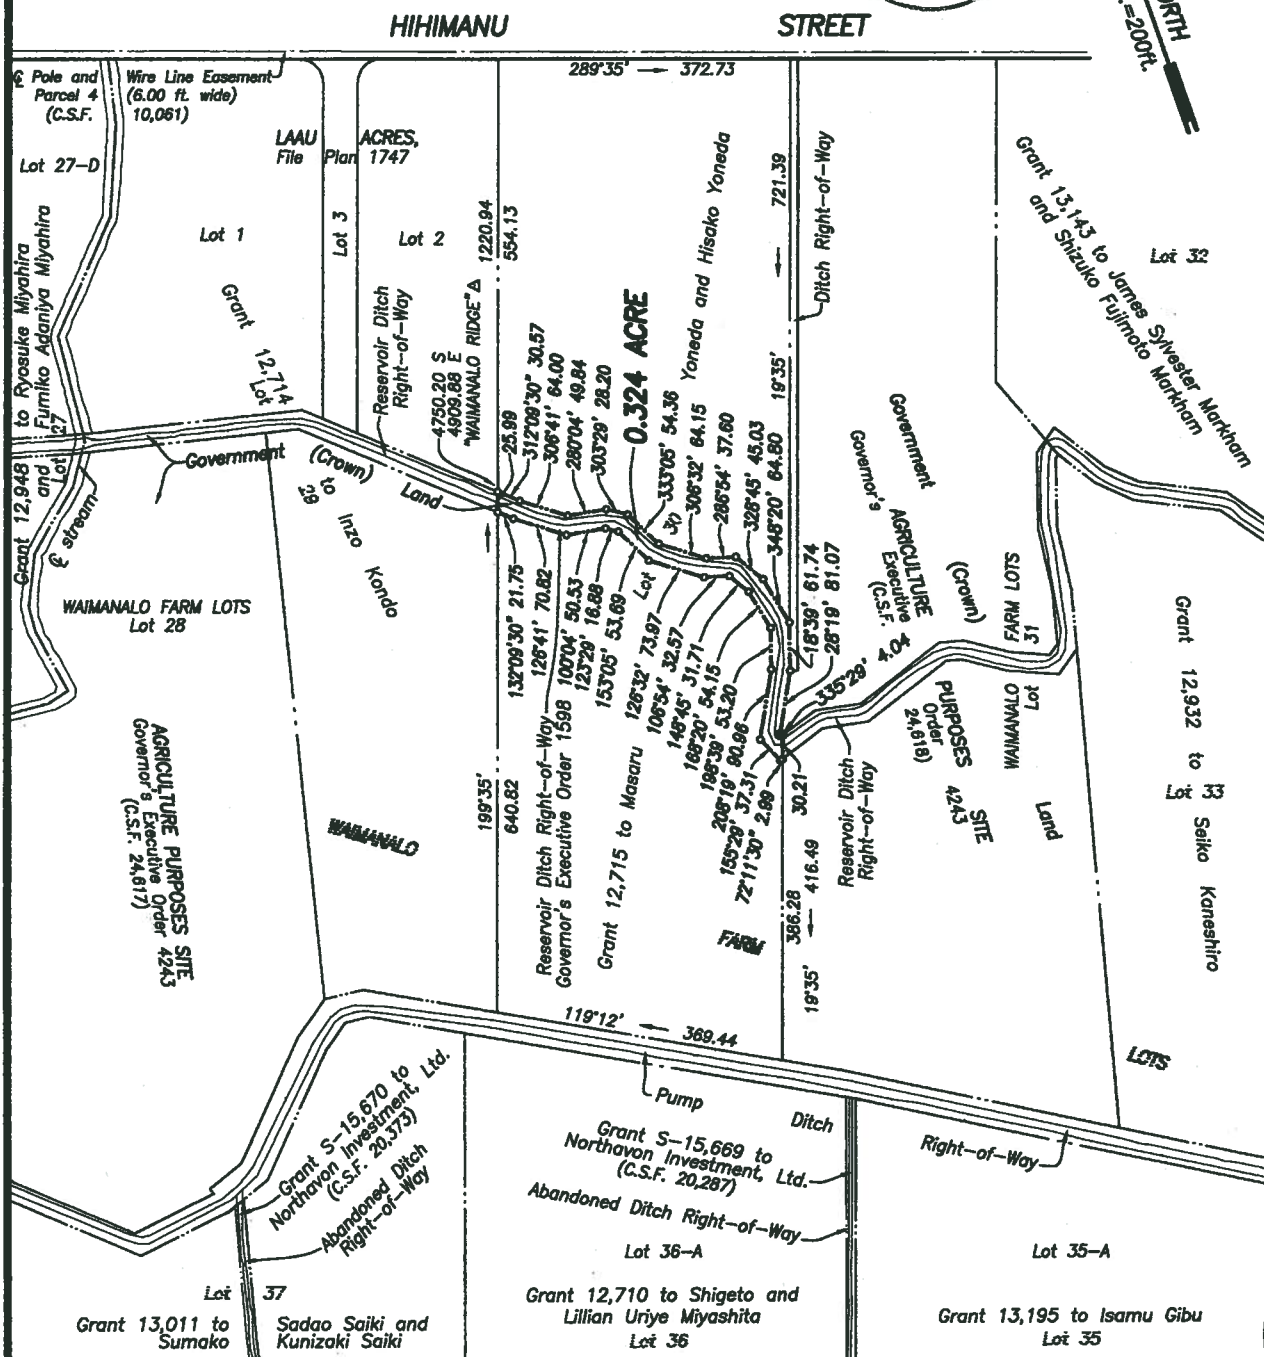 HIHIMANU STREET
=200ft.
289°35' 372.73
℄ Pole and Wire Line Easement
Parcel 4 (6.00 ft. wide)
(C.S.F. 10,061)
LAAU ACRES,
File Plan 1747
Lot 27-D
Lot 1
Lot 3
Lot 2
1220.94
554.13
721.39
19°35'
Ditch Right-of-Way
Grant 13,143 to James Sylvester Markham
and Shizuko Fujimoto Markham
Lot 32
Grant 12,948 to Ryosuke Miyahira
and Fumiko Adaniya Miyahira
Lot 27
℄ stream
Grant 12,714
Lot 29
to Inzo Kondo
Government
(Crown)
Land
Reservoir Ditch
Right-of-Way
4750.20 S
4909.88 E
"WAIMANALO RIDGE" Δ
25.99
312°09'30" 30.57
306°41' 64.00
280°04' 49.84
303°29' 28.20
0.324 ACRE
333°05' 54.36
306°32' 64.15
286°54' 37.60
328°45' 45.03
348°20' 64.80
18°39' 61.74
28°19' 81.07
335°29' 4.04
Lot 30
Yoneda and Hisako Yoneda
Government
(Crown)
Land
AGRICULTURE PURPOSES SITE
Governor's Executive Order 4243
(C.S.F. 24,618)
WAIMANALO FARM LOTS
Lot 31
WAIMANALO FARM LOTS
Lot 28
132°09'30" 21.75
126°41' 70.82
100°04' 50.53
123°29' 16.88
153°05' 53.69
126°32' 73.97
106°54' 32.57
148°45' 31.71
168°20' 54.15
198°39' 53.20
208°19' 90.96
155°29' 37.31
72°11'30" 2.99
30.21
416.49
386.28
19°35'
199°35'
640.82
Reservoir Ditch Right-of-Way
Governor's Executive Order 1598
Grant 12,715 to Masaru
Reservoir Ditch
Right-of-Way
Grant 12,932 to Seiko Kaneshiro
Lot 33
AGRICULTURE PURPOSES SITE
Governor's Executive Order 4243
(C.S.F. 24,617)
WAIMANALO FARM LOTS
119°12' 369.44
Pump Ditch Right-of-Way
Grant S-15,670 to
Northavon Investment, Ltd.
(C.S.F. 20,373)
Abandoned Ditch
Right-of-Way
Grant S-15,669 to
Northavon Investment, Ltd.
(C.S.F. 20,287)
Abandoned Ditch Right-of-Way
Lot 36-A
Lot 35-A
Lot 37
Grant 13,011 to Sadao Saiki and
Sumako Kunizaki Saiki
Grant 12,710 to Shigeto and
Lillian Uriye Miyashita
Lot 36
Grant 13,195 to Isamu Gibu
Lot 35